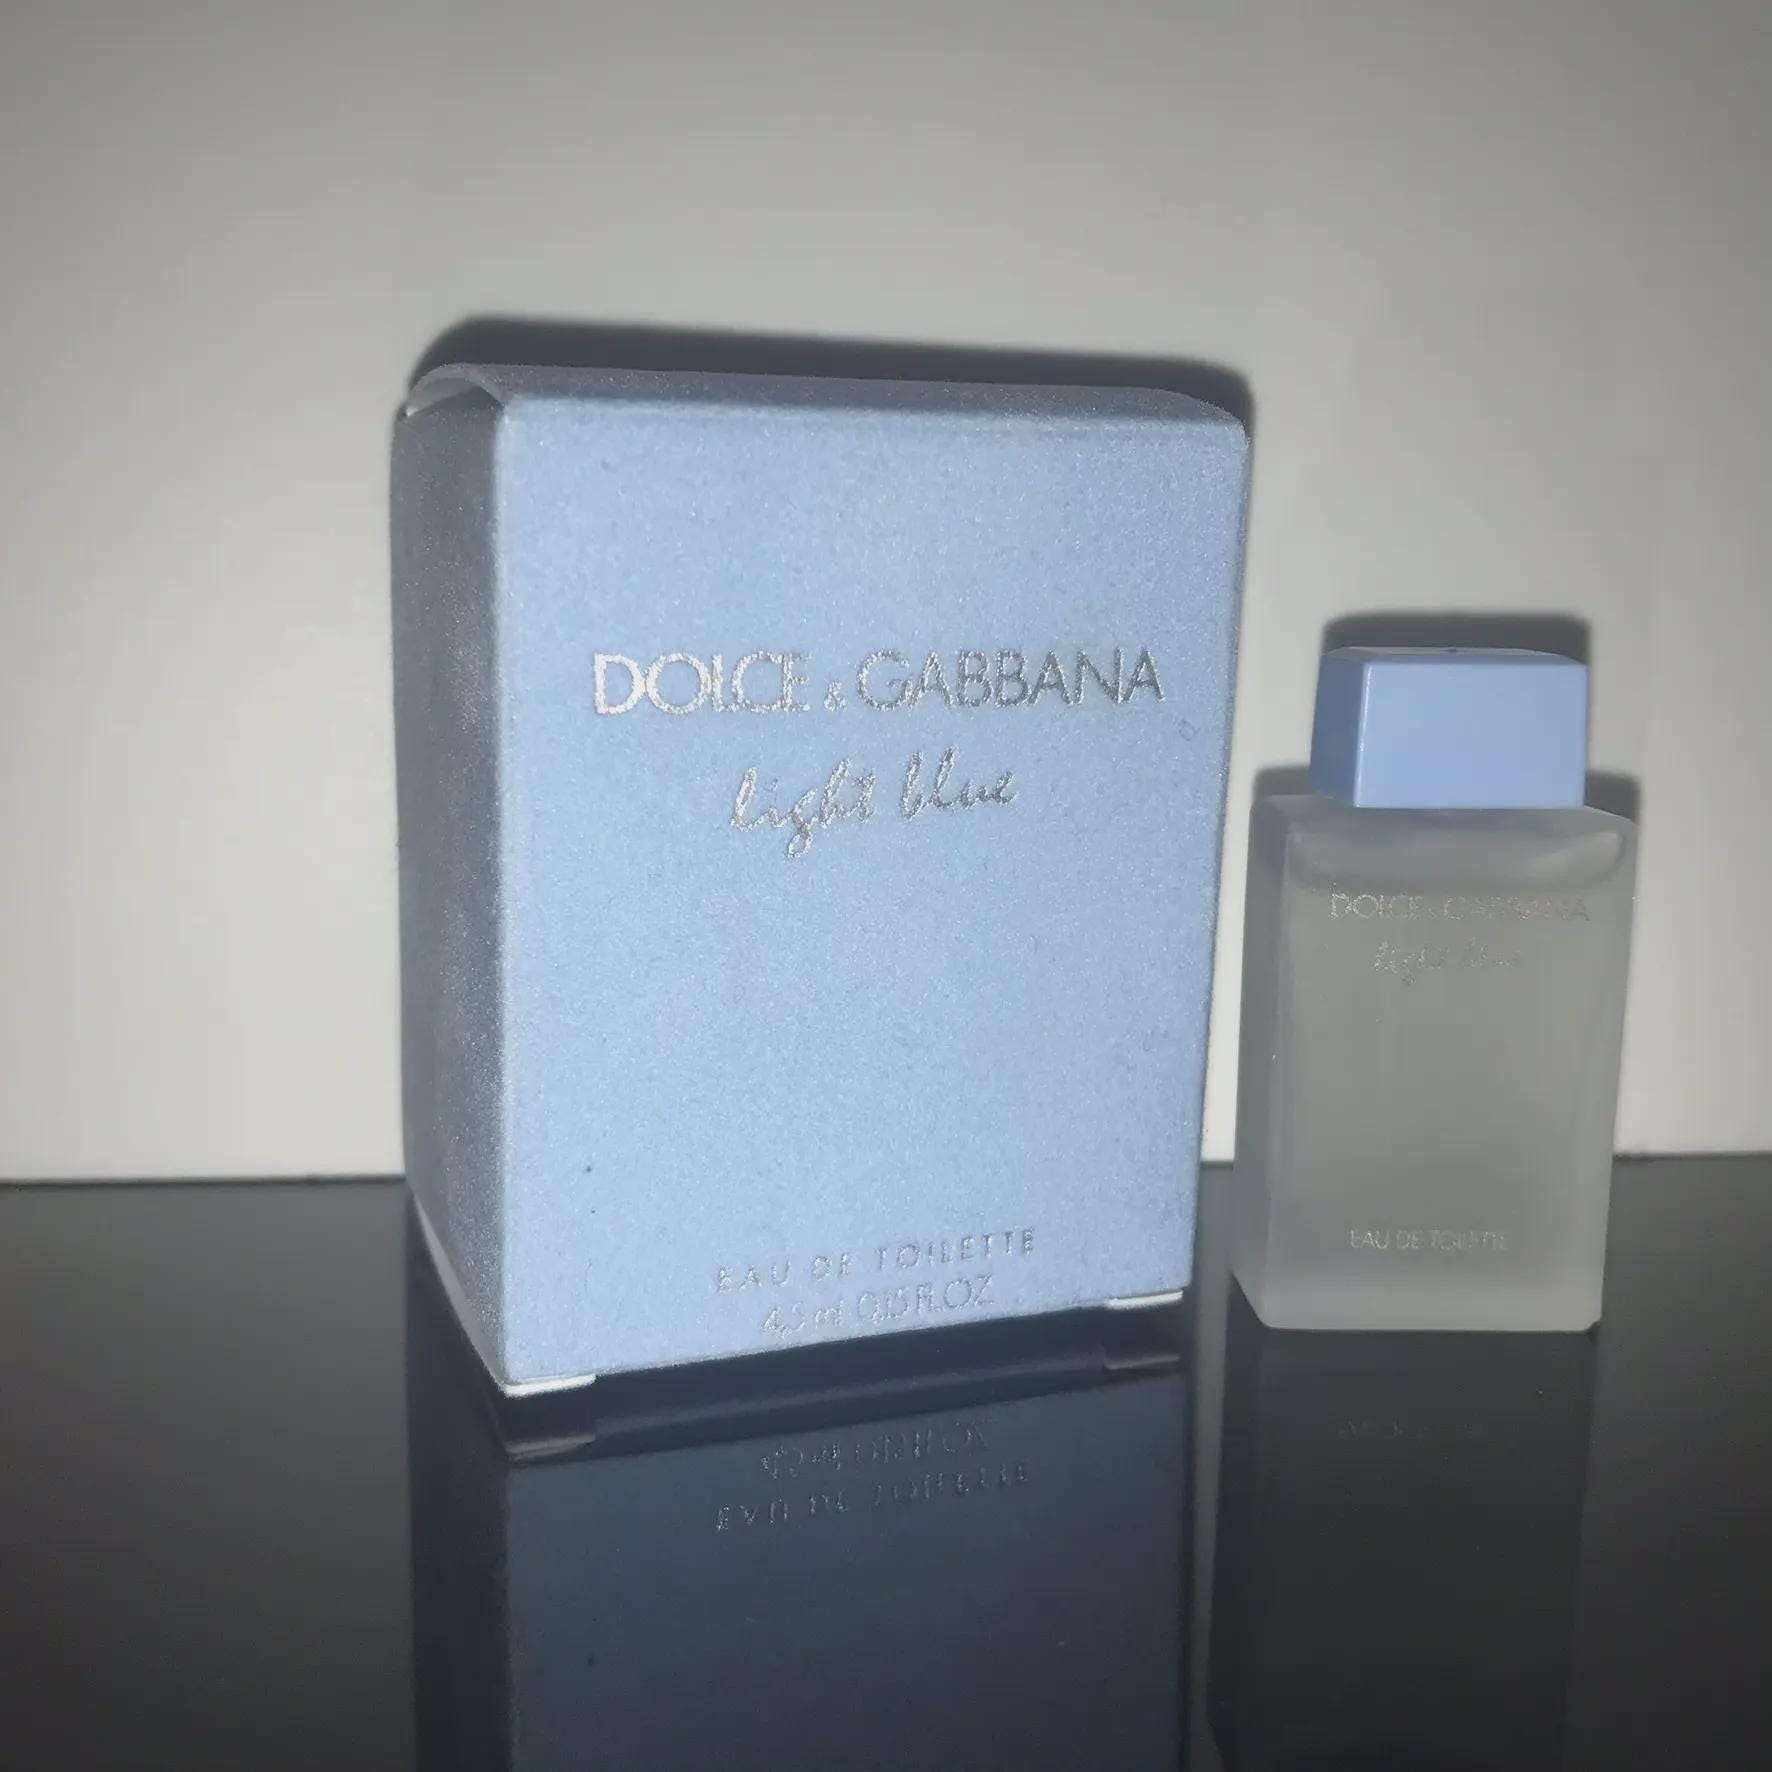 DOLCE & GABBANA
light blue
EAU DE TOILETTE
4,5 ml 0.15 FL.OZ
DOLCE & GABBANA
light blue
EAU DE TOILETTE